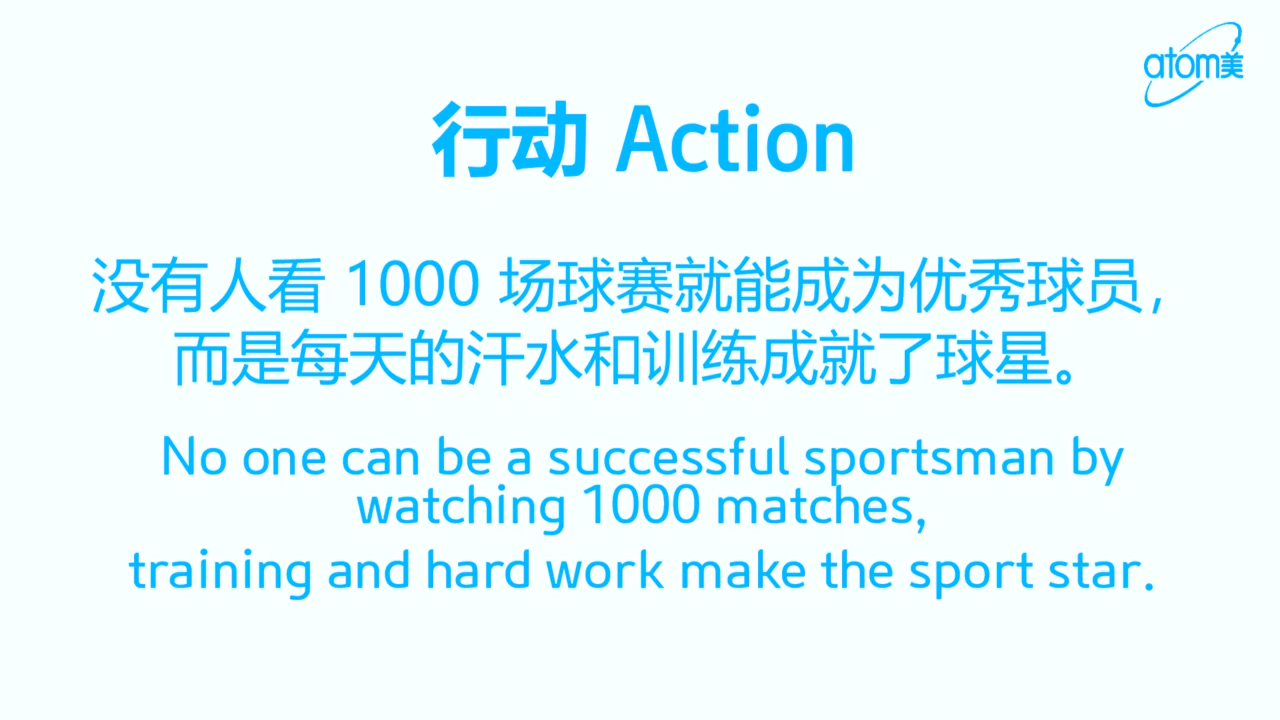 atom美
行动 Action
没有人看 1000 场球赛就能成为优秀球员，
而是每天的汗水和训练成就了球星。
No one can be a successful sportsman by
watching 1000 matches,
training and hard work make the sport star.